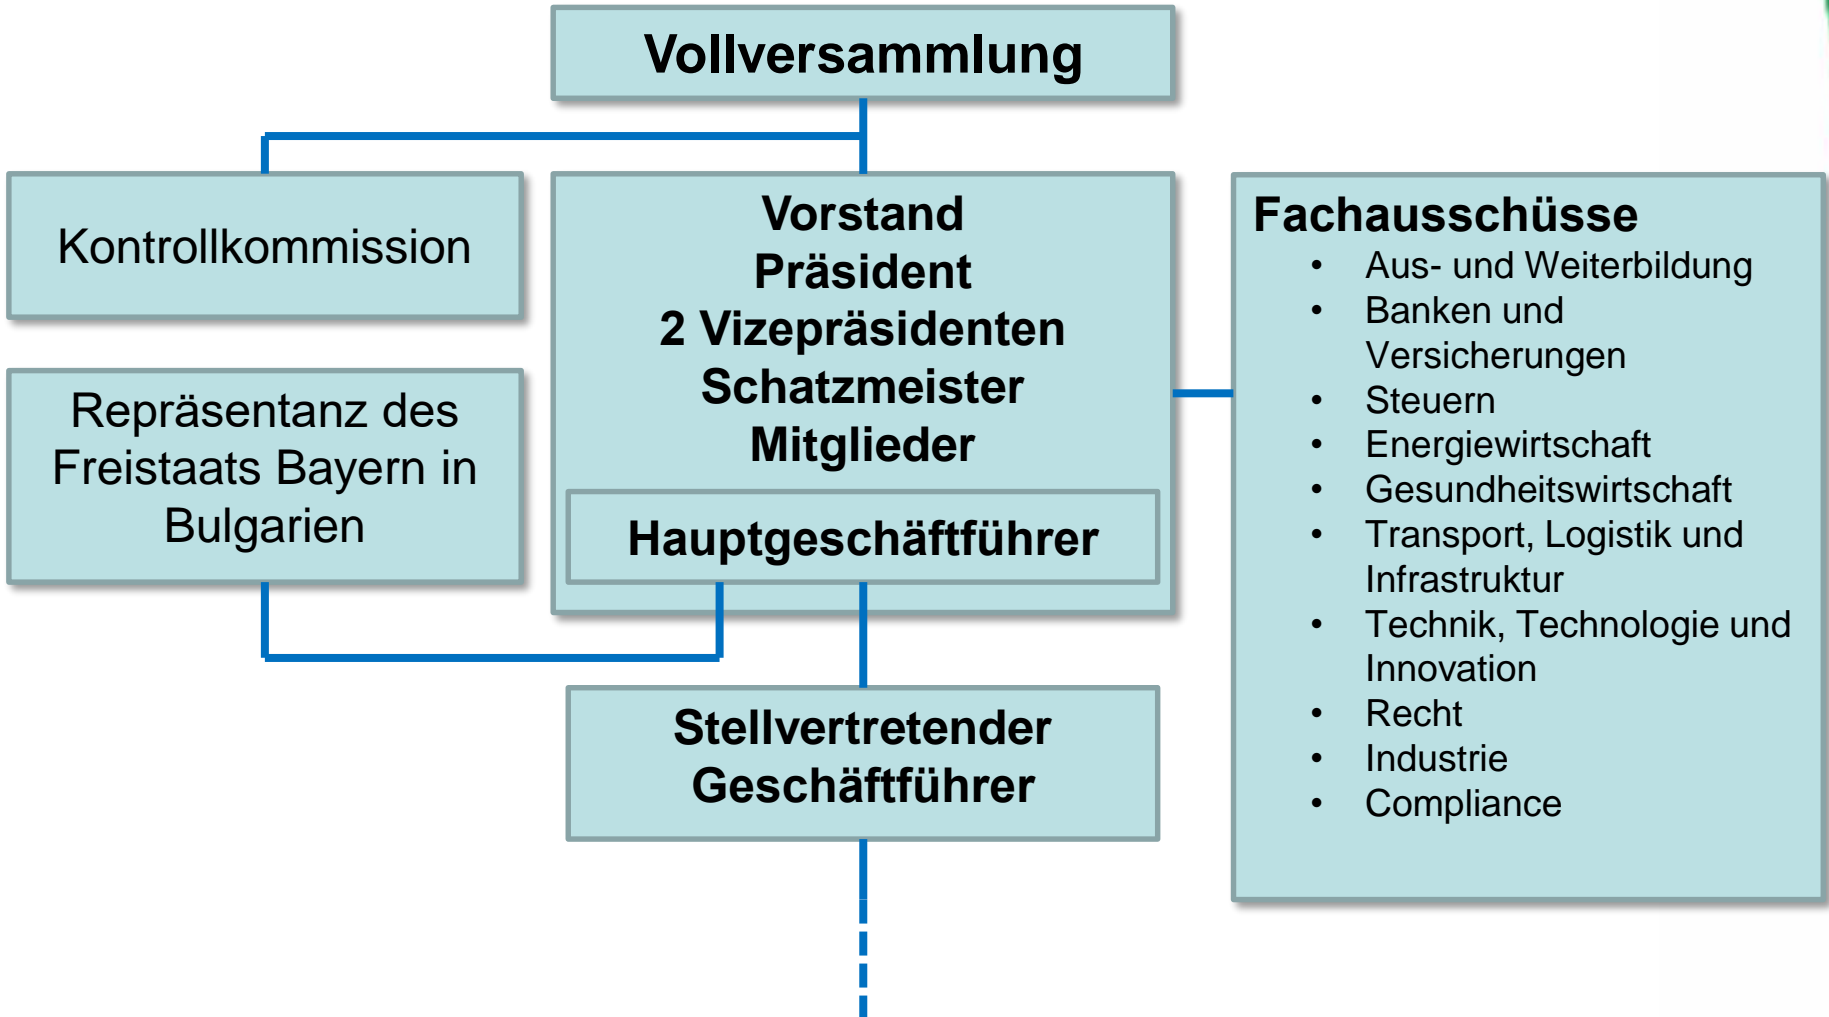 Vollversammlung
Kontrollkommission
Vorstand
Präsident
2 Vizepräsidenten
Schatzmeister
Mitglieder
Hauptgeschäftführer
Repräsentanz des
Freistaats Bayern in
Bulgarien
Stellvertretender
Geschäftführer
Fachausschüsse
• Aus- und Weiterbildung
• Banken und
Versicherungen
• Steuern
• Energiewirtschaft
• Gesundheitswirtschaft
• Transport, Logistik und
Infrastruktur
• Technik, Technologie und
Innovation
• Recht
• Industrie
• Compliance